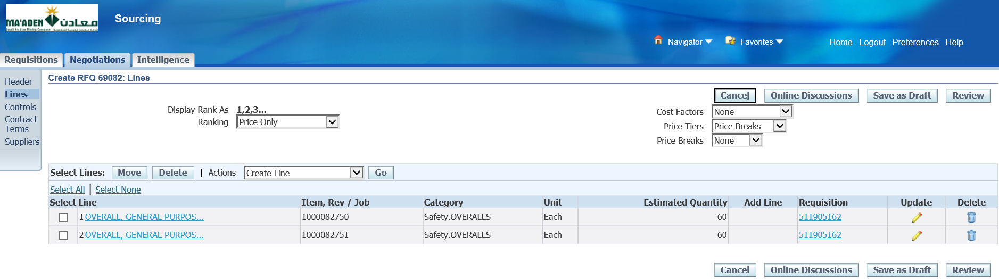 MA'ADEN معادن
Saudi Arabian Mining Company
Sourcing
Navigator Favorites Home Logout Preferences Help
Requisitions Negotiations Intelligence
Header
Lines
Controls
Contract
Terms
Suppliers
Create RFQ 69082: Lines
Cancel Online Discussions Save as Draft Review
Display Rank As 1,2,3...
Ranking Price Only
Cost Factors None
Price Tiers Price Breaks
Price Breaks None
Select Lines: Move Delete | Actions Create Line Go
Select All | Select None
Select Line Item, Rev / Job Category Unit Estimated Quantity Add Line Requisition Update Delete
1 OVERALL, GENERAL PURPOS... 1000082750 Safety.OVERALLS Each 60 511905162
2 OVERALL, GENERAL PURPOS... 1000082751 Safety.OVERALLS Each 60 511905162
Cancel Online Discussions Save as Draft Review